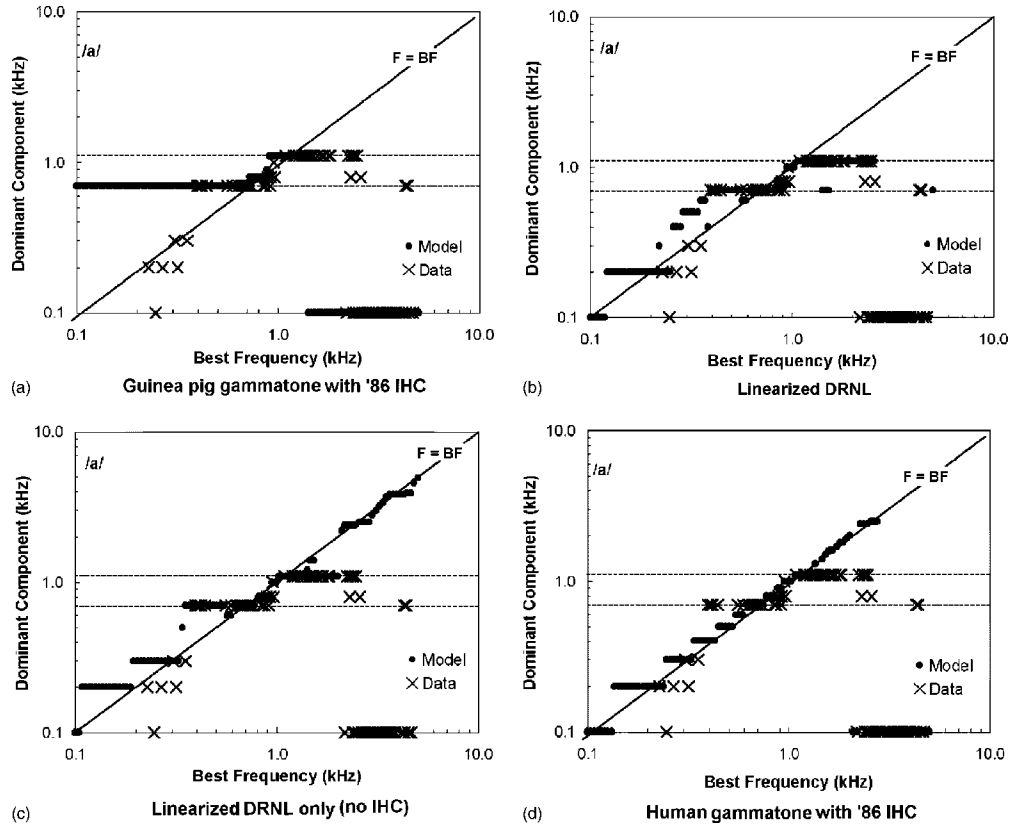 10.0
/a/
F = BF
Dominant Component (kHz)
1.0
Model
Data
0.1
0.1
1.0
10.0
Best Frequency (kHz)
(a)
Guinea pig gammatone with '86 IHC
10.0
/a/
F = BF
Dominant Component (kHz)
1.0
Model
Data
0.1
0.1
1.0
10.0
Best Frequency (kHz)
(b)
Linearized DRNL
10.0
/a/
F = BF
Dominant Component (kHz)
1.0
Model
Data
0.1
0.1
1.0
10.0
Best Frequency (kHz)
(c)
Linearized DRNL only (no IHC)
10.0
/a/
F = BF
Dominant Component (kHz)
1.0
Model
Data
0.1
0.1
1.0
10.0
Best Frequency (kHz)
(d)
Human gammatone with '86 IHC